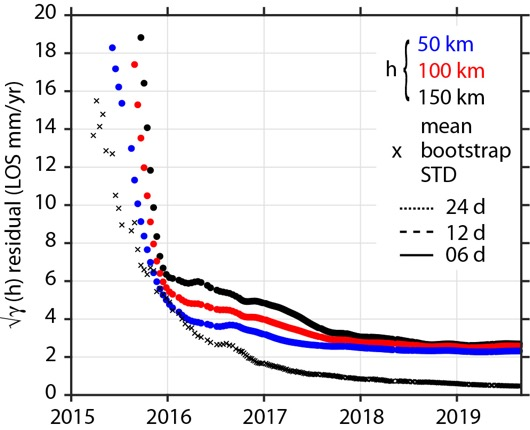 √γ(h) residual (LOS mm/yr)
20
18
16
14
12
10
8
6
4
2
0
2015 2016 2017 2018 2019
h { 50 km
100 km
150 km
mean
x bootstrap
STD
24 d
12 d
06 d